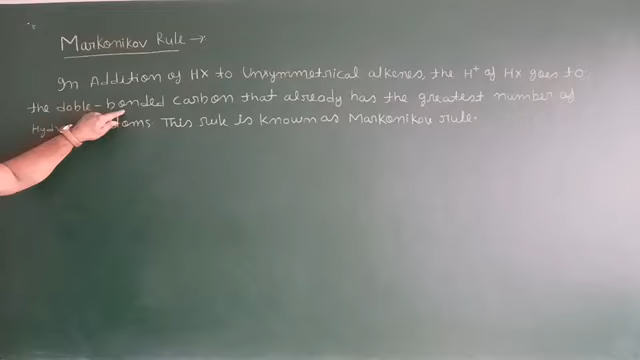 Markonikov Rule →
In Addition of HX to Unsymmetrical alkenes, the H⁺ of HX goes to
the doble-bonded carbon that already has the greatest number of
This rule is known as Markonikov rule.